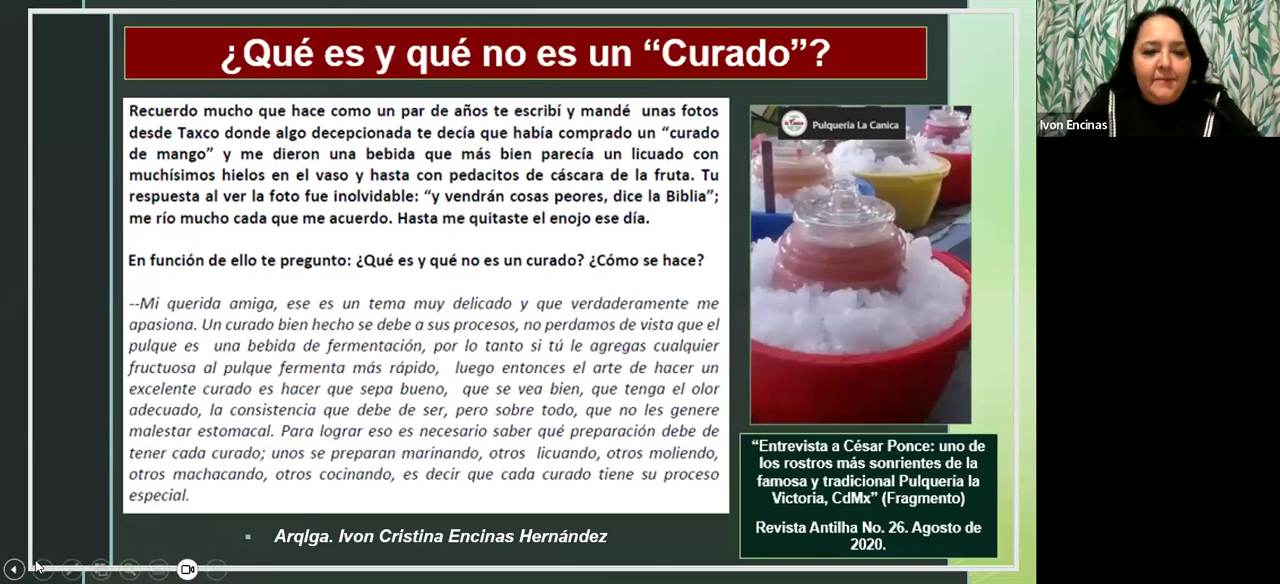 ¿Qué es y qué no es un “Curado”?
Recuerdo mucho que hace como un par de años te escribí y mandé unas fotos
desde Taxco donde algo decepcionada te decía que había comprado un “curado
de mango” y me dieron una bebida que más bien parecía un licuado con
muchísimos hielos en el vaso y hasta con pedacitos de cáscara de la fruta. Tu
respuesta al ver la foto fue inolvidable: “y vendrán cosas peores, dice la Biblia”;
me río mucho cada que me acuerdo. Hasta me quitaste el enojo ese día.
En función de ello te pregunto: ¿Qué es y qué no es un curado? ¿Cómo se hace?
--Mi querida amiga, ese es un tema muy delicado y que verdaderamente me
apasiona. Un curado bien hecho se debe a sus procesos, no perdamos de vista que el
pulque es una bebida de fermentación, por lo tanto si tú le agregas cualquier
fructuosa al pulque fermenta más rápido, luego entonces el arte de hacer un
excelente curado es hacer que sepa bueno, que se vea bien, que tenga el olor
adecuado, la consistencia que debe de ser, pero sobre todo, que no les genere
malestar estomacal. Para lograr eso es necesario saber qué preparación debe de
tener cada curado; unos se preparan marinando, otros licuando, otros moliendo,
otros machacando, otros cocinando, es decir que cada curado tiene su proceso
especial.
Arqlga. Ivon Cristina Encinas Hernández
Pulquería La Canica
“Entrevista a César Ponce: uno de
los rostros más sonrientes de la
famosa y tradicional Pulquería la
Victoria, CdMx” (Fragmento)
Revista Antilha No. 26. Agosto de
2020.
Ivon Encinas